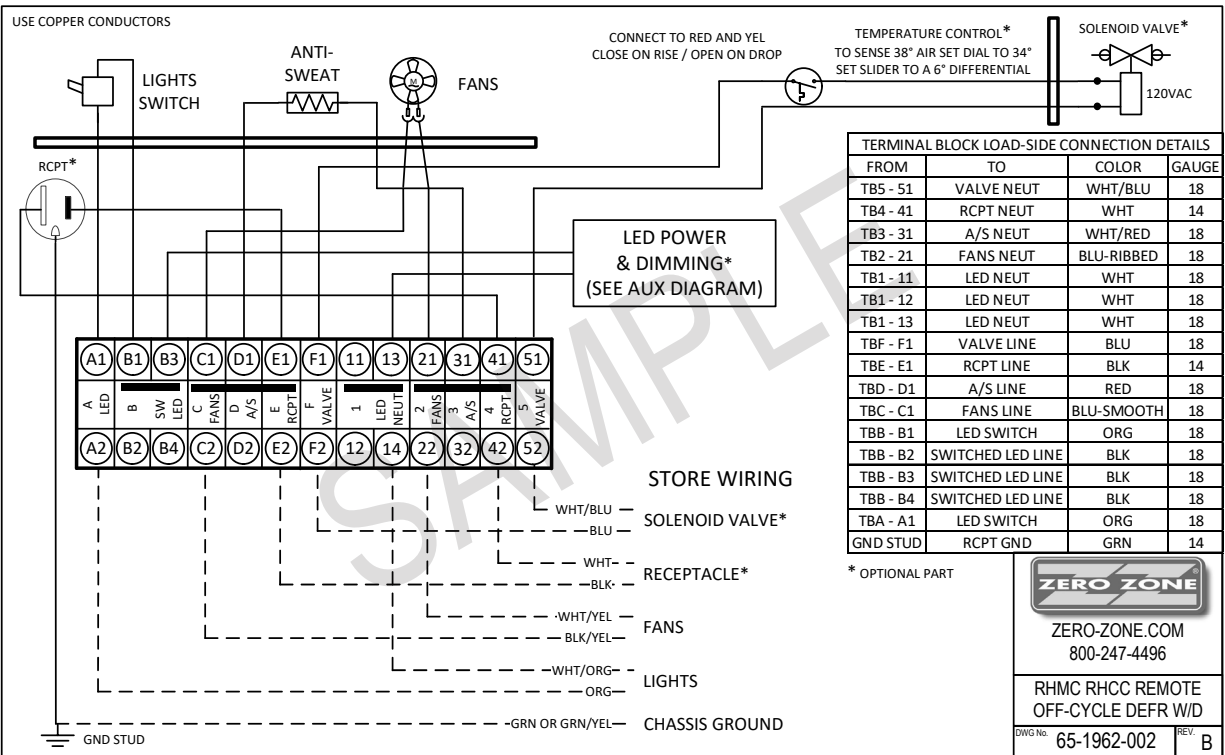 USE COPPER CONDUCTORS
LIGHTS
SWITCH
ANTI-
SWEAT
M
FANS
CONNECT TO RED AND YEL
CLOSE ON RISE / OPEN ON DROP
TEMPERATURE CONTROL*
TO SENSE 38° AIR SET DIAL TO 34°
SET SLIDER TO A 6° DIFFERENTIAL
SOLENOID VALVE*
120VAC
RCPT*
LED POWER
& DIMMING*
(SEE AUX DIAGRAM)
A1 B1 B3 C1 D1 E1 F1 11 13 21 31 41 51
A LED
B
SW LED
C FANS
D A/S
E RCPT
F VALVE
1
LED NEUT
2 FANS
3 A/S
4 RCPT
5 VALVE
A2 B2 B4 C2 D2 E2 F2 12 14 22 32 42 52
STORE WIRING
WHT/BLU
BLU
SOLENOID VALVE*
WHT
BLK
RECEPTACLE*
WHT/YEL
BLK/YEL
FANS
WHT/ORG
ORG
LIGHTS
GRN OR GRN/YEL
CHASSIS GROUND
GND STUD
SAMPLE
TERMINAL BLOCK LOAD-SIDE CONNECTION DETAILS
FROM TO COLOR GAUGE
TB5 - 51 VALVE NEUT WHT/BLU 18
TB4 - 41 RCPT NEUT WHT 14
TB3 - 31 A/S NEUT WHT/RED 18
TB2 - 21 FANS NEUT BLU-RIBBED 18
TB1 - 11 LED NEUT WHT 18
TB1 - 12 LED NEUT WHT 18
TB1 - 13 LED NEUT WHT 18
TBF - F1 VALVE LINE BLU 18
TBE - E1 RCPT LINE BLK 14
TBD - D1 A/S LINE RED 18
TBC - C1 FANS LINE BLU-SMOOTH 18
TBB - B1 LED SWITCH ORG 18
TBB - B2 SWITCHED LED LINE BLK 18
TBB - B3 SWITCHED LED LINE BLK 18
TBB - B4 SWITCHED LED LINE BLK 18
TBA - A1 LED SWITCH ORG 18
GND STUD RCPT GND GRN 14
* OPTIONAL PART
ZERO ZONE®
ZERO-ZONE.COM
800-247-4496
RHMC RHCC REMOTE
OFF-CYCLE DEFR W/D
DWG No. 65-1962-002 REV. B